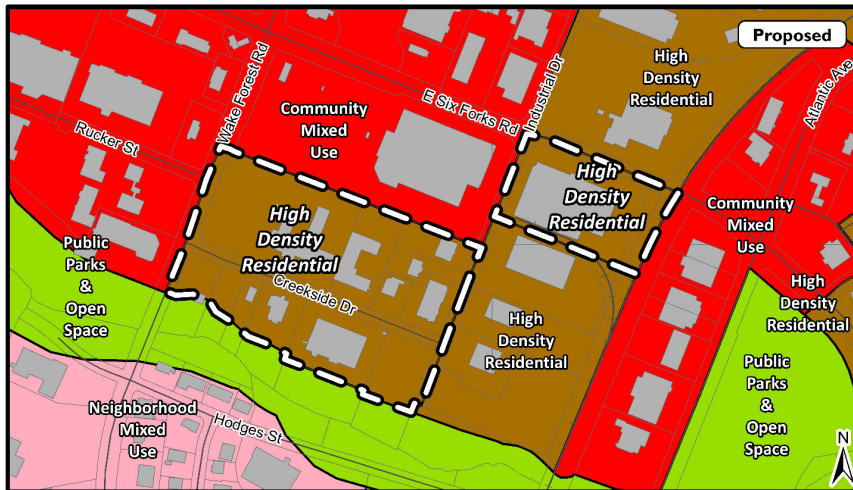 Proposed
Wake Forest Rd
Industrial Dr
High
Density
Residential
Atlantic Ave
E Six Forks Rd
Community
Mixed
Use
Rucker St
High
Density
Residential
High
Density
Residential
Community
Mixed
Use
Public
Parks
&
Open
Space
Creekside Dr
High
Density
Residential
High
Density
Residential
Public
Parks
&
Open
Space
Neighborhood
Mixed
Use
Hodges St
N